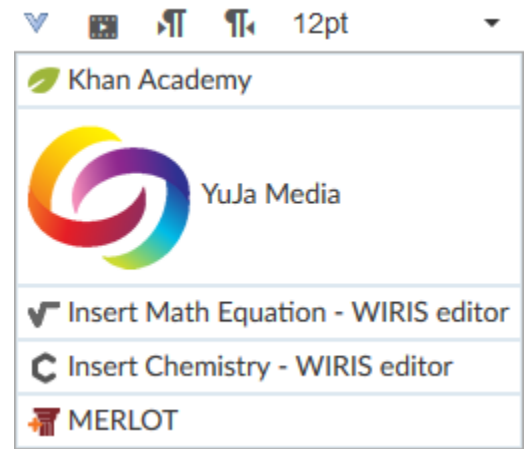 12pt
Khan Academy
YuJa Media
Insert Math Equation - WIRIS editor
Insert Chemistry - WIRIS editor
MERLOT